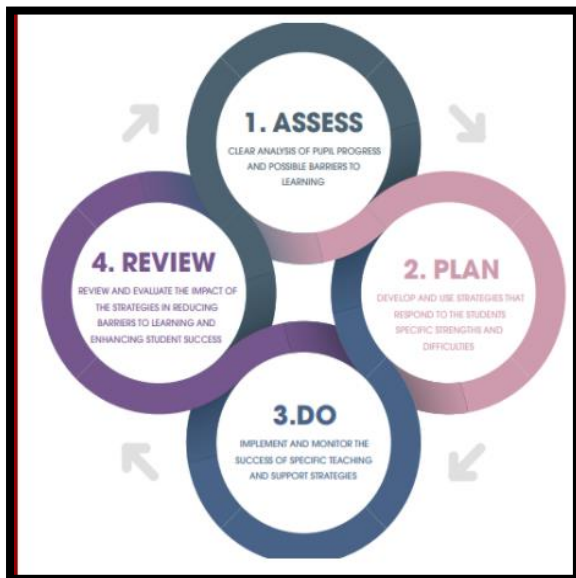 1. ASSESS
CLEAR ANALYSIS OF PUPIL PROGRESS
AND POSSIBLE BARRIERS TO
LEARNING
2. PLAN
DEVELOP AND USE STRATEGIES THAT
RESPOND TO THE STUDENTS
SPECIFIC STRENGTHS AND
DIFFICULTIES
3.DO
IMPLEMENT AND MONITOR THE
SUCCESS OF SPECIFIC TEACHING
AND SUPPORT STRATEGIES
4. REVIEW
REVIEW AND EVALUATE THE IMPACT OF
THE STRATEGIES IN REDUCING
BARRIERS TO LEARNING AND
ENHANCING STUDENT SUCCESS